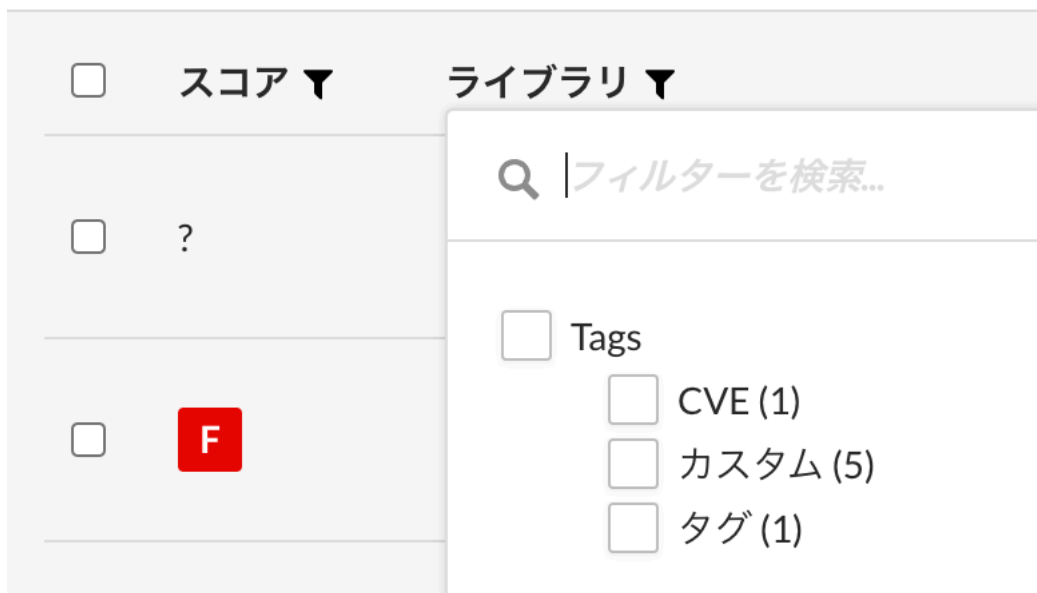 スコア ライブラリ
フィルターを検索...
?
Tags
CVE (1)
F
カスタム (5)
タグ (1)